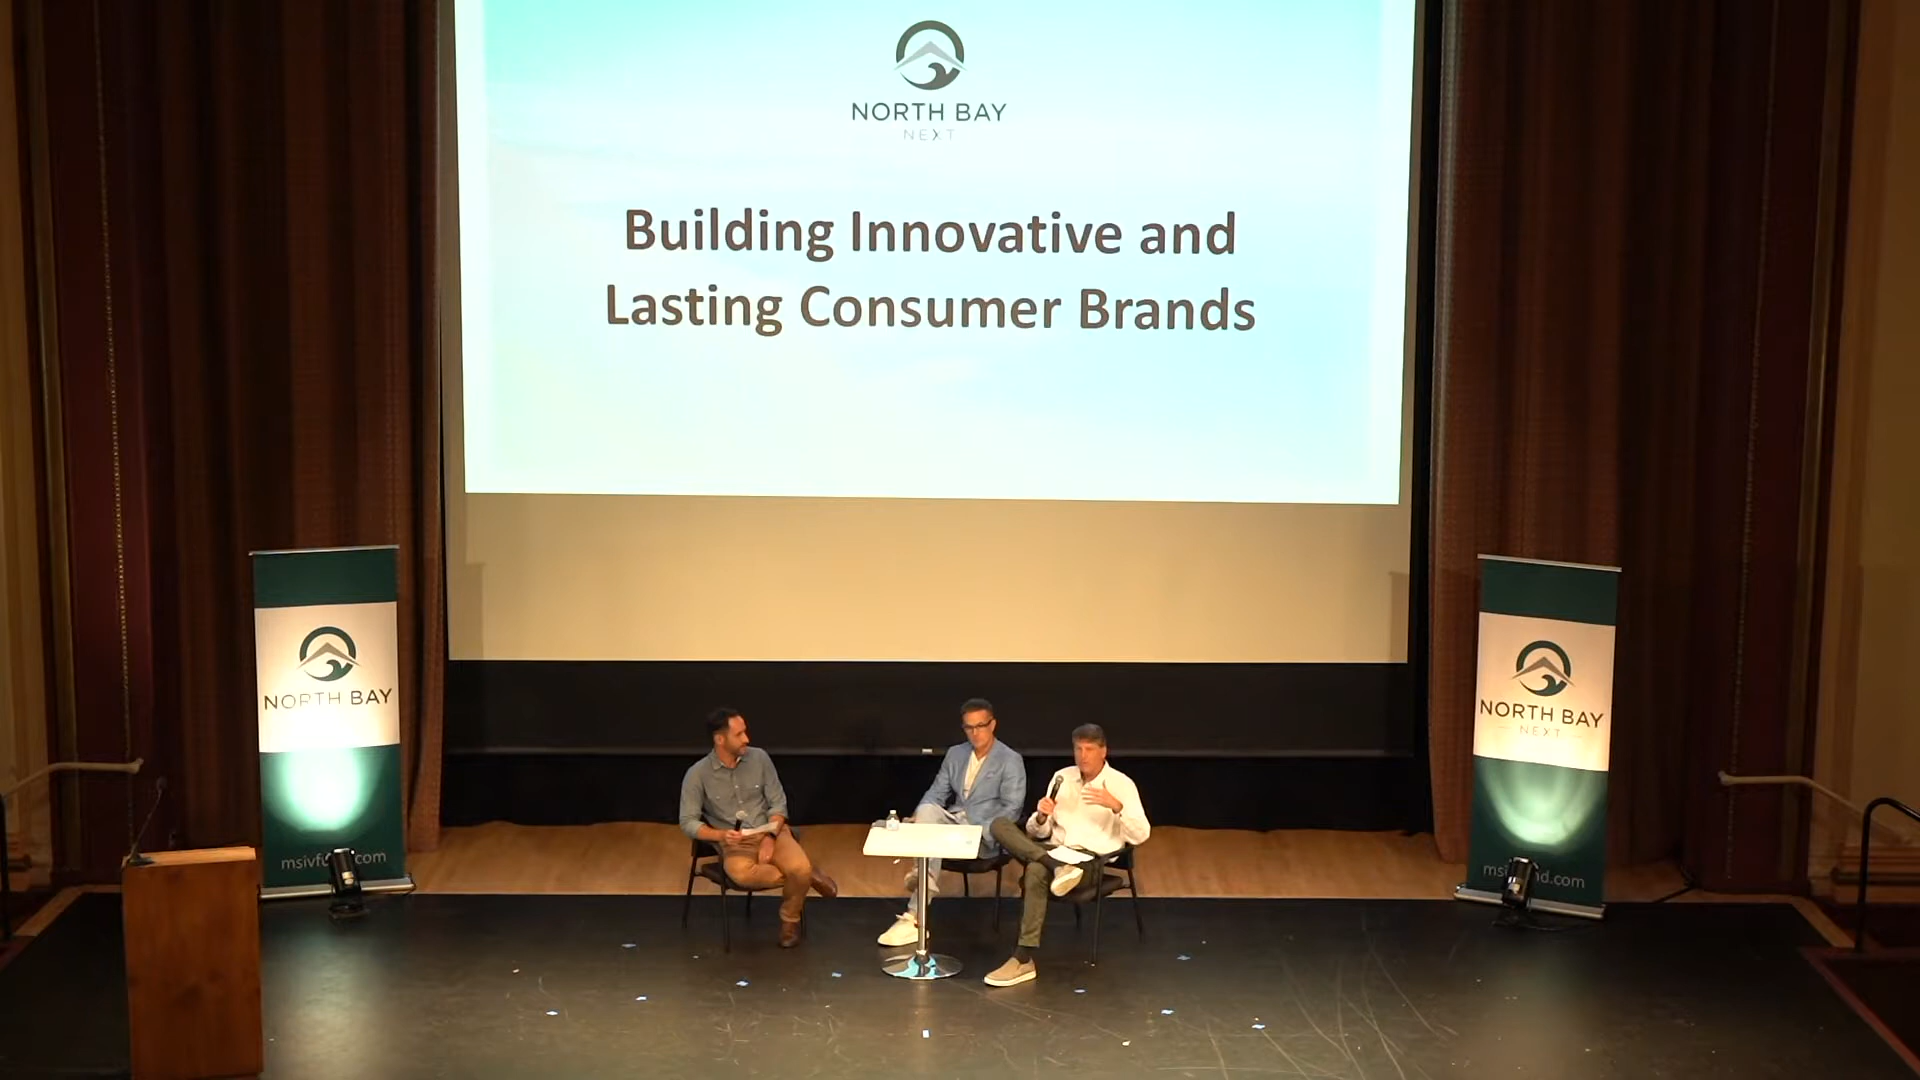 NORTH BAY
NEXT
Building Innovative and
Lasting Consumer Brands
NORTH BAY
NORTH BAY
NEXT